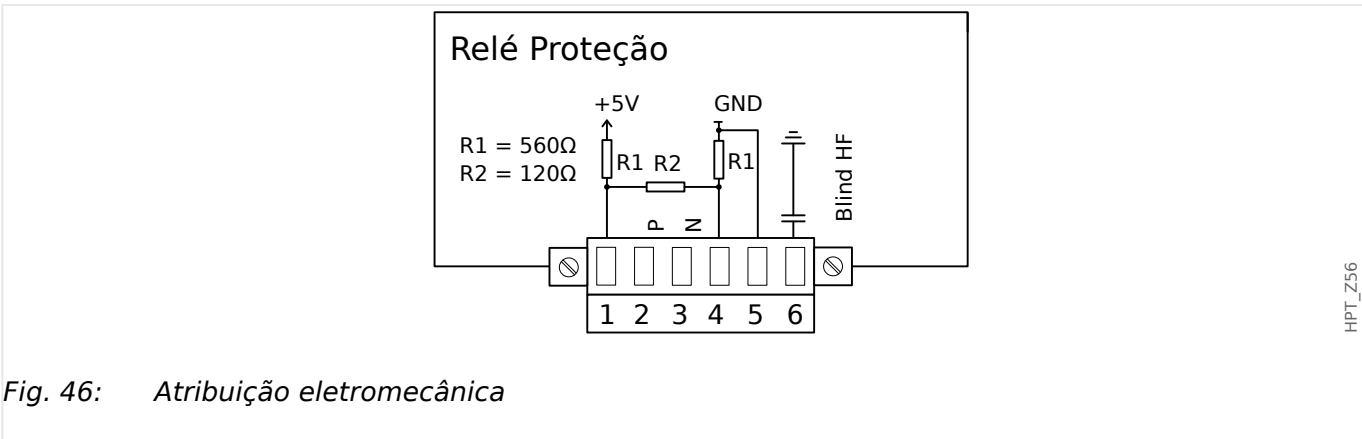 Relé Proteção
+5V GND
R1 = 560Ω
R2 = 120Ω
R1 R2 R1
Blind HF
P N
1 2 3 4 5 6
HPT_Z56
Fig. 46: Atribuição eletromecânica